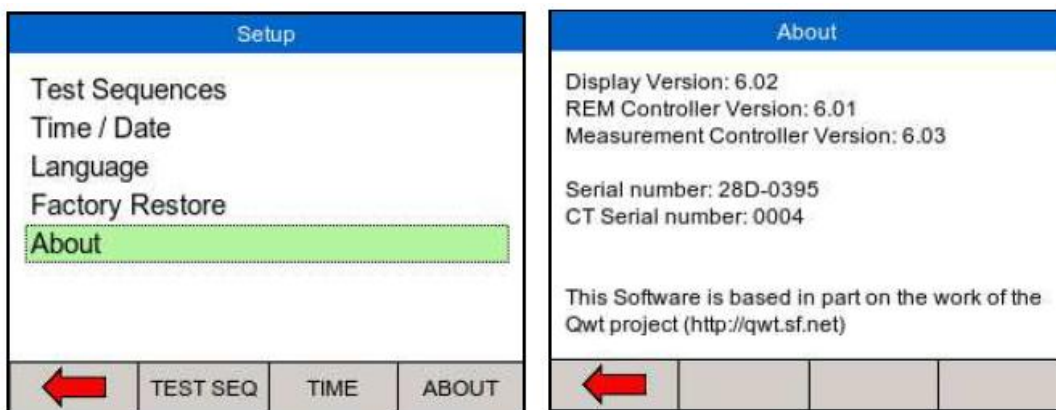 Setup
Test Sequences
Time / Date
Language
Factory Restore
About
TEST SEQ
TIME
ABOUT
About
Display Version: 6.02
REM Controller Version: 6.01
Measurement Controller Version: 6.03
Serial number: 28D-0395
CT Serial number: 0004
This Software is based in part on the work of the
Qwt project (http://qwt.sf.net)